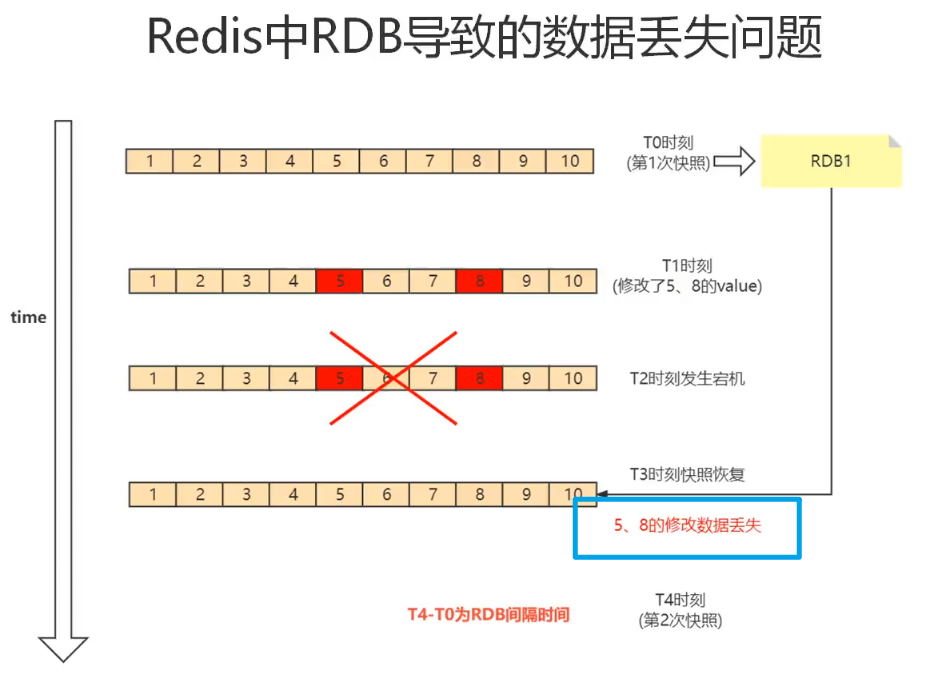 Redis中RDB导致的数据丢失问题
1 2 3 4 5 6 7 8 9 10
T0时刻
(第1次快照)
RDB1
1 2 3 4 5 6 7 8 9 10
T1时刻
(修改了5、8的value)
time
1 2 3 4 5 6 7 8 9 10
T2时刻发生宕机
T3时刻快照恢复
1 2 3 4 5 6 7 8 9 10
5、8的修改数据丢失
T4-T0为RDB间隔时间
T4时刻
(第2次快照)